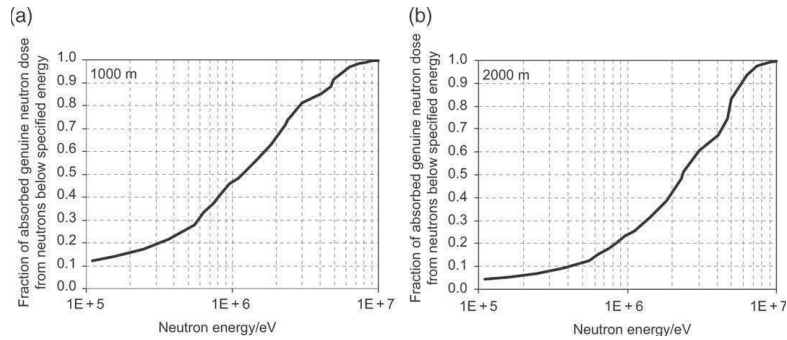 (a)
Fraction of absorbed genuine neutron dose
from neutrons below specified energy
1.0
0.9
0.8
0.7
0.6
0.5
0.4
0.3
0.2
0.1
0.0
1000 m
1E+5
1E+6
1E+7
Neutron energy/eV
(b)
Fraction of absorbed genuine neutron dose
from neutrons below specified energy
1.0
0.9
0.8
0.7
0.6
0.5
0.4
0.3
0.2
0.1
0.0
2000 m
1E+5
1E+6
1E+7
Neutron energy/eV